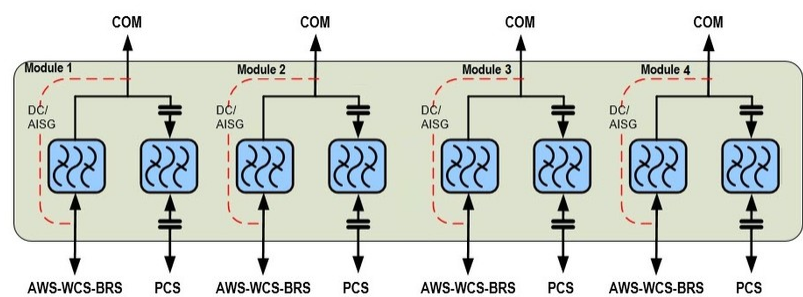 COM COM COM COM
Module 1 Module 2 Module 3 Module 4
DC/ DC/ DC/ DC/
AISG AISG AISG AISG
AWS-WCS-BRS PCS AWS-WCS-BRS PCS AWS-WCS-BRS PCS AWS-WCS-BRS PCS